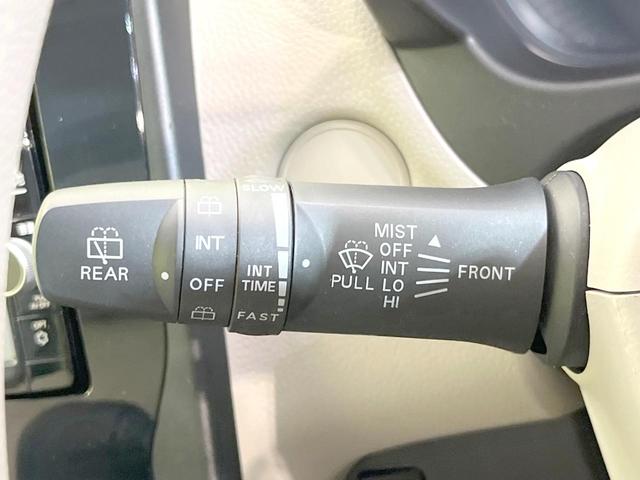 REAR
INT
OFF
SLOW
INT
TIME
FAST
PULL
MIST
OFF
INT
LO
HI
FRONT